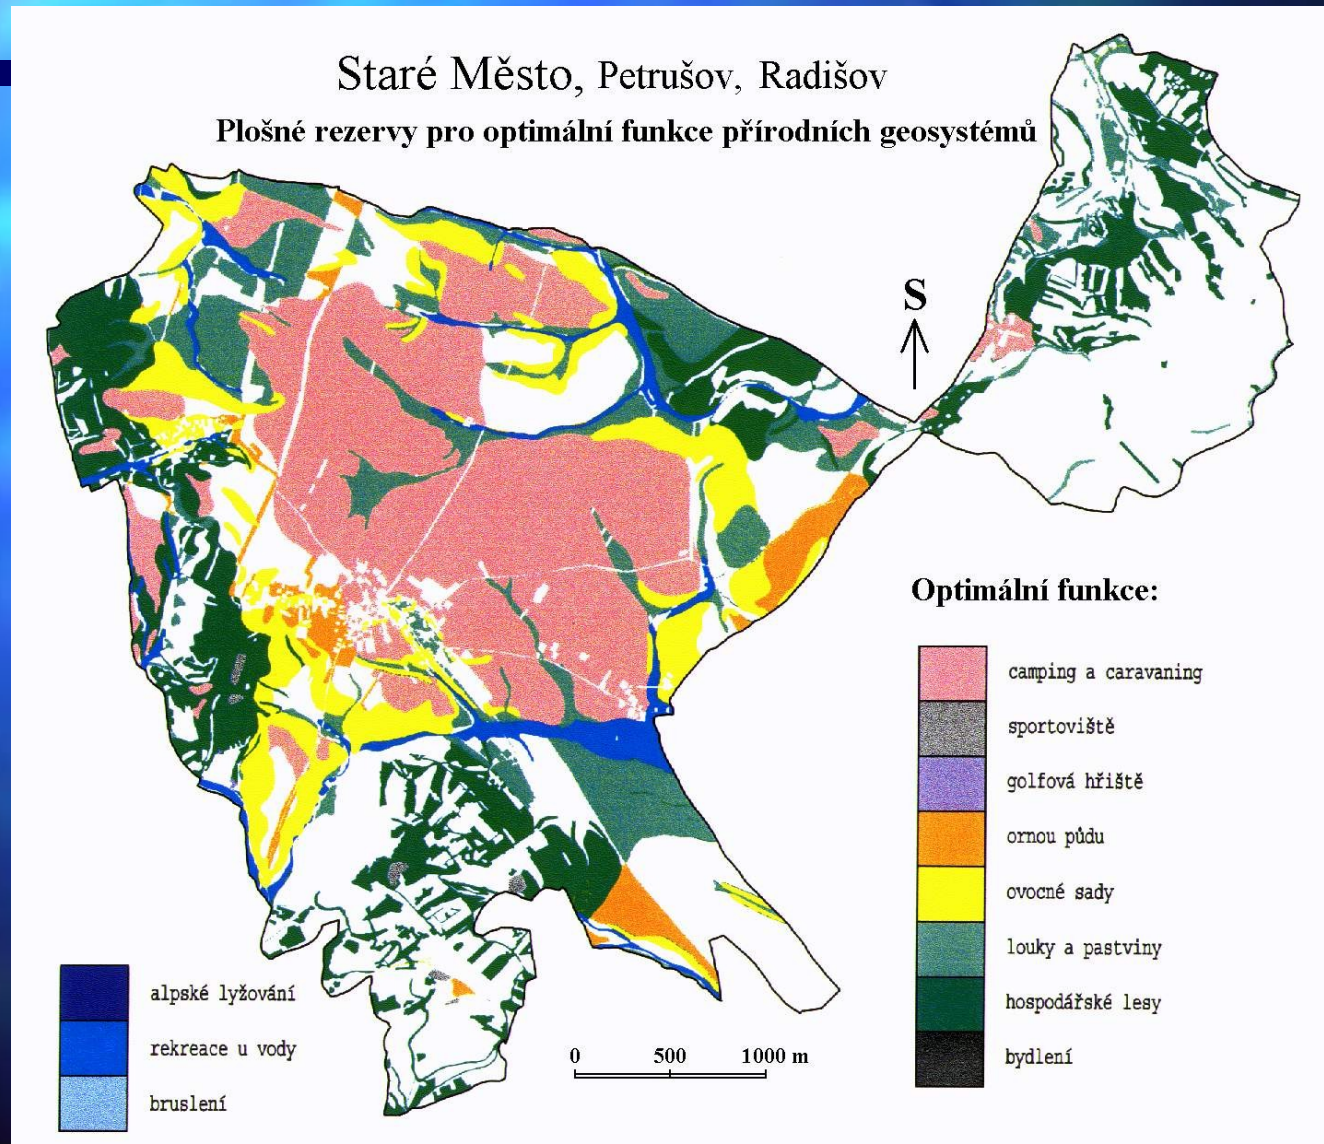 Staré Město, Petrušov, Radišov
Plošné rezervy pro optimální funkce přírodních geosystémů
S
Optimální funkce:
camping a caravaning
sportoviště
golfová hřiště
ornou půdu
ovocné sady
louky a pastviny
hospodářské lesy
bydlení
alpské lyžování
rekreace u vody
bruslení
0 500 1000 m